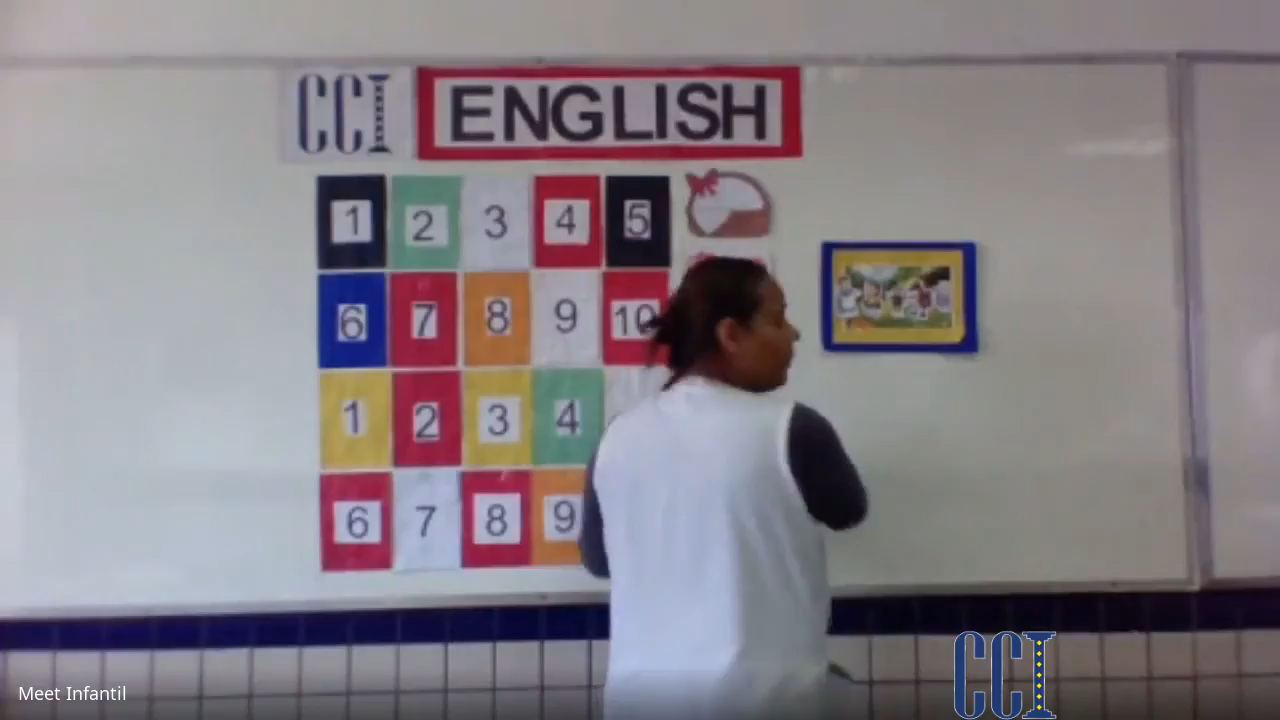 CCI ENGLISH
1 2 3 4 5
6 7 8 9 10
1 2 3 4
6 7 8 9
Meet Infantil
CCI